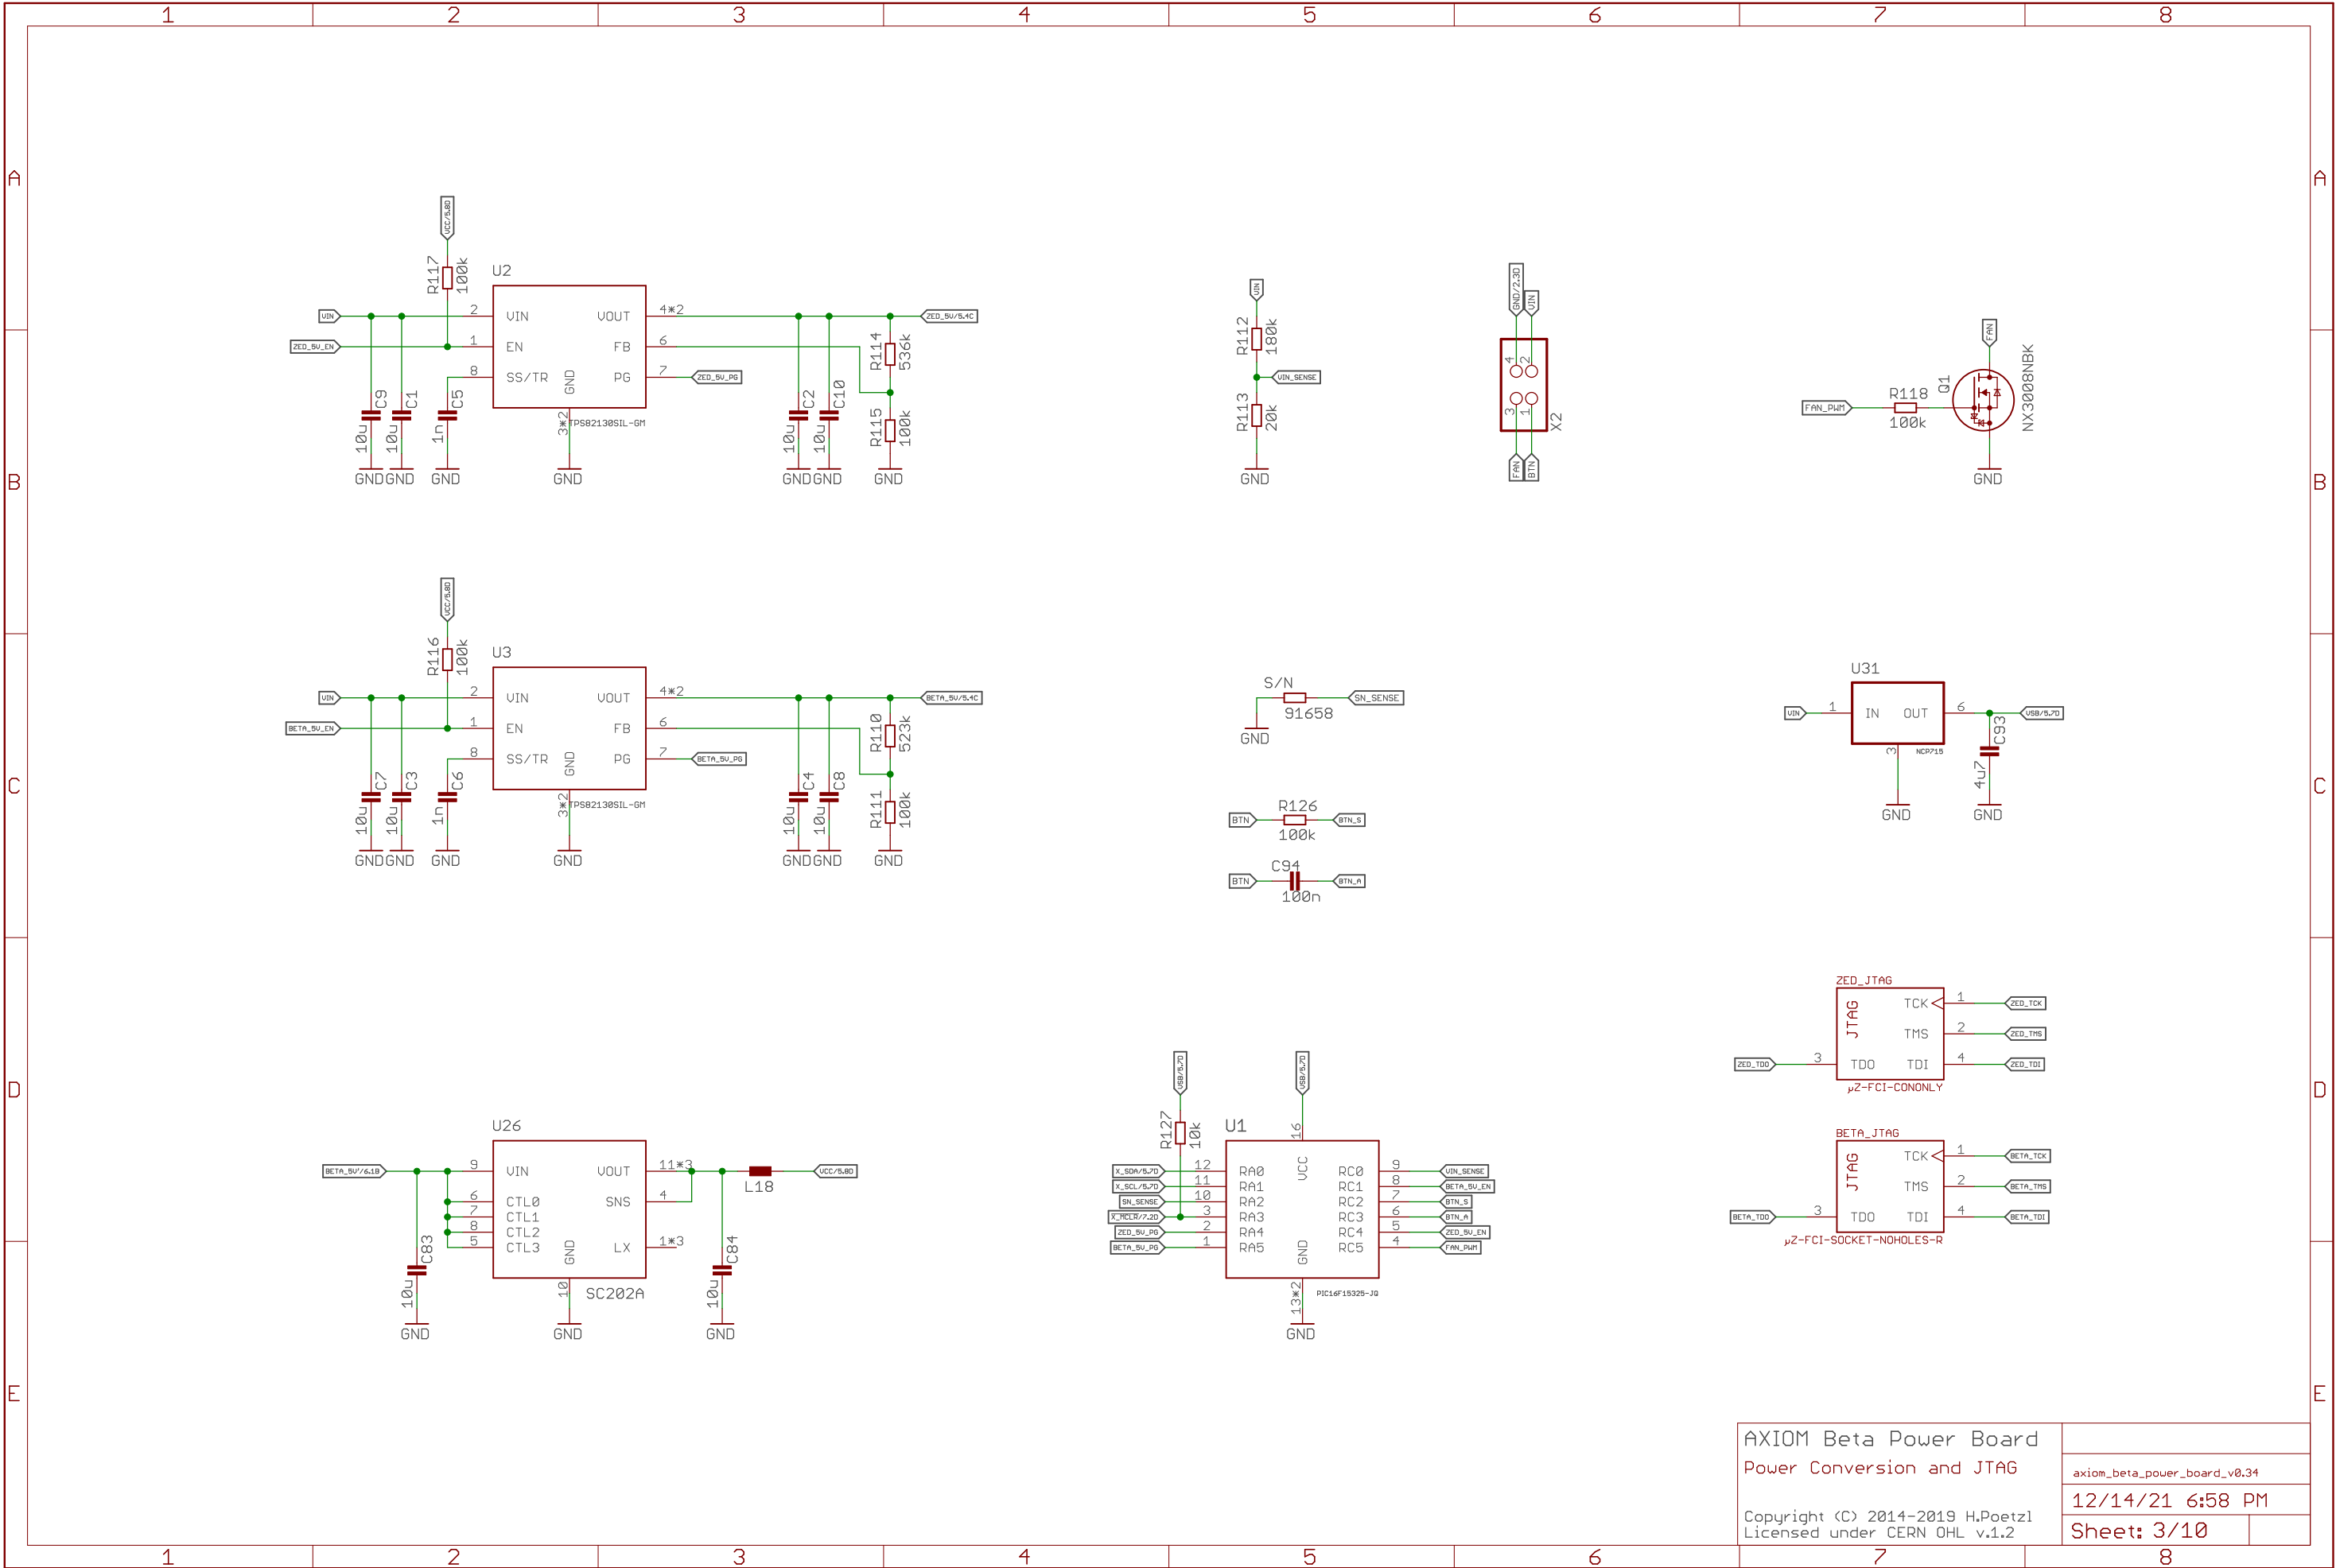 1 2 3 4 5 6 7 8
A A
VCC/5.8D
R117
100k
U2
VIN
ZED_5V_EN
2 VIN VOUT 4*2
1 EN FB 6
8 SS/TR GND PG 7
3*2
TPS82130SIL-GM
ZED_5V/5.4C
ZED_5V_PG
R114
536k
R115
100k
C9
10u
C1
10u
C5
1n
C2
10u
C10
10u
GND GND GND GND GND GND GND
VIN
R112
180k
VIN_SENSE
R113
20k
GND
GND/2.3D
VIN
4 2
3 1
X2
FAN
BTN
FAN
Q1
NX3008NBK
FAN_PWM
R118
100k
GND
B B
VCC/5.8D
R116
100k
U3
VIN
BETA_5V_EN
2 VIN VOUT 4*2
1 EN FB 6
8 SS/TR GND PG 7
3*2
TPS82130SIL-GM
BETA_5V/5.4C
BETA_5V_PG
R110
523k
R111
100k
C7
10u
C3
10u
C6
1n
C4
10u
C8
10u
GND GND GND GND GND GND GND
S/N
91658
SN_SENSE
GND
BTN
R126
100k
BTN_S
BTN
C94
100n
BTN_A
U31
VIN
1 IN OUT 6
3
NCP715
VSB/5.7D
C93
4u7
GND GND
C C
ZED_JTAG
JTAG
TCK 1 ZED_TCK
TMS 2 ZED_TMS
ZED_TDO 3 TDO TDI 4 ZED_TDI
µZ-FCI-CONONLY
BETA_JTAG
JTAG
TCK 1 BETA_TCK
TMS 2 BETA_TMS
BETA_TDO 3 TDO TDI 4 BETA_TDI
µZ-FCI-SOCKET-NOHOLES-R
D D
U26
BETA_5V'/6.1B
9 VIN VOUT 11*3
6 CTL0 SNS 4
7 CTL1
8 CTL2
5 CTL3 GND LX 1*3
10
SC202A
L18
VCC/5.8D
C83
10u
C84
10u
GND GND GND
VSB/5.7D
VSB/5.7D
R127
10k
U1
16
VCC
X_SDA/5.7D 12 RA0 RC0 9 VIN_SENSE
X_SCL/5.7D 11 RA1 RC1 8 BETA_5V_EN
SN_SENSE 10 RA2 RC2 7 BTN_S
X_MCLR/7.2D 3 RA3 RC3 6 BTN_A
ZED_5V_PG 2 RA4 RC4 5 ZED_5V_EN
BETA_5V_PG 1 RA5 GND RC5 4 FAN_PWM
13*2
PIC16F15325-JQ
GND
E E
AXIOM Beta Power Board
Power Conversion and JTAG
Copyright (C) 2014-2019 H.Poetzl
Licensed under CERN OHL v.1.2
axiom_beta_power_board_v0.34
12/14/21 6:58 PM
Sheet: 3/10
1 2 3 4 5 6 7 8